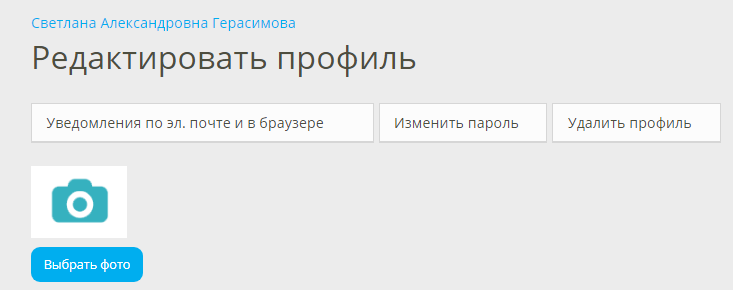 Светлана Александровна Герасимова
Редактировать профиль
Уведомления по эл. почте и в браузере
Изменить пароль
Удалить профиль
Выбрать фото